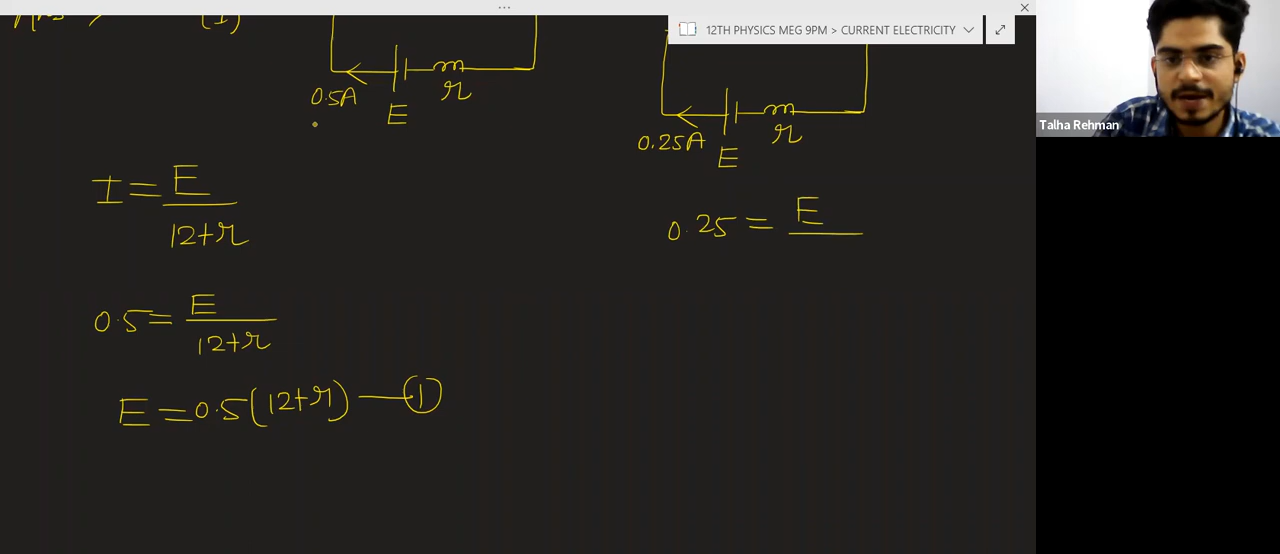 (I)
12TH PHYSICS MEG 9PM > CURRENT ELECTRICITY
0.5A
E
r
0.25A
E
r
Talha Rehman
I = E / 12+r
0.25 = E
0.5 = E / 12+r
E = 0.5(12+r) — ①